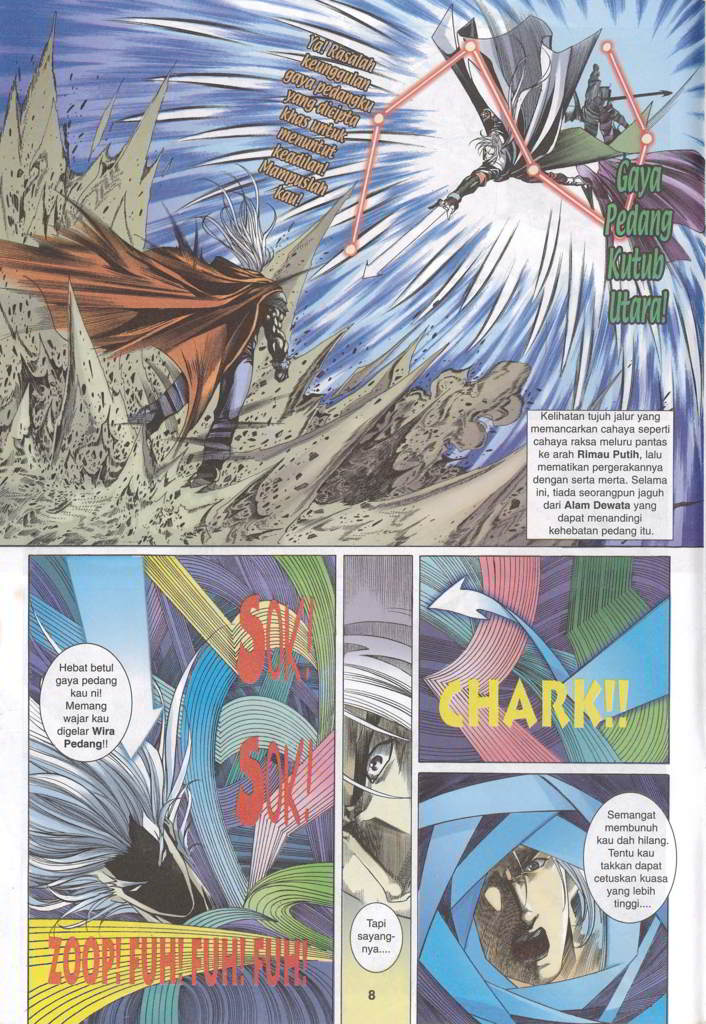 Ya! Rasalah
keunggulan
gaya pedangku
yang dicipta
khas untuk
menuntut
keadilan!
Mampuslah
kau!
Gaya
Pedang
Kutub
Utara!
Kelihatan tujuh jalur yang
memancarkan cahaya seperti
cahaya raksa meluru pantas
ke arah Rimau Putih, lalu
mematikan pergerakannya
dengan serta merta. Selama
ini, tiada seorangpun jaguh
dari Alam Dewata yang
dapat menandingi
kehebatan pedang itu.
Hebat betul
gaya pedang
kau ni!
Memang
wajar kau
digelar Wira
Pedang!!
SOK!
SOK!
ZOOP! FUH! FUH! FUH!
Tapi
sayang-
nya....
CHARK!!
Semangat
membunuh
kau dah hilang.
Tentu kau
takkan dapat
cetuskan kuasa
yang lebih
tinggi....
8